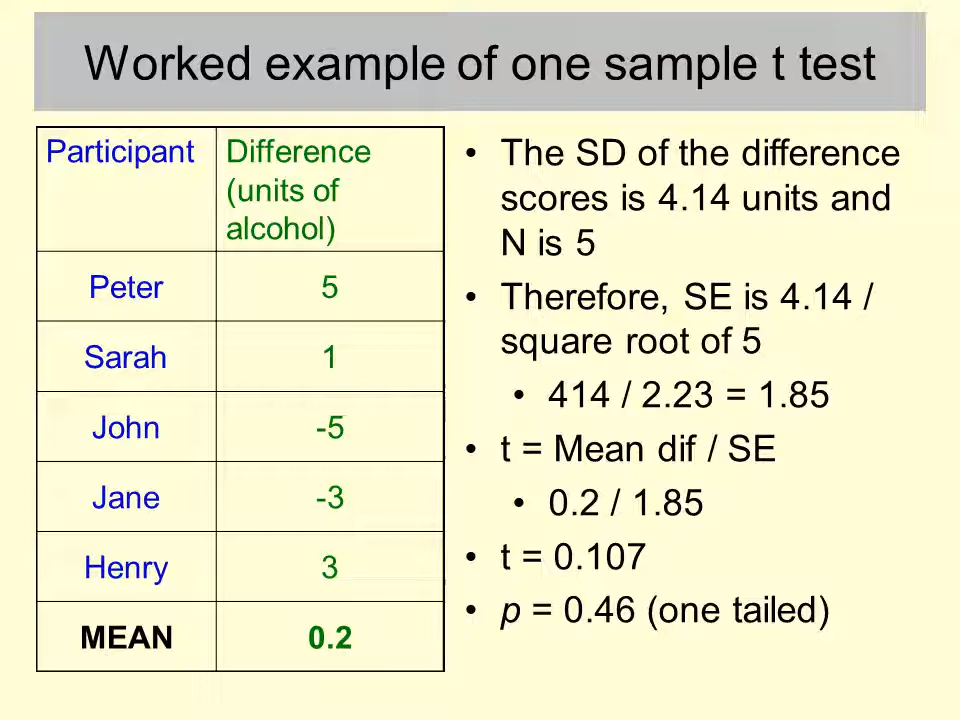 Worked example of one sample t test
Participant Difference
(units of
alcohol)
Peter 5
Sarah 1
John -5
Jane -3
Henry 3
MEAN 0.2
• The SD of the difference
scores is 4.14 units and
N is 5
• Therefore, SE is 4.14 /
square root of 5
• 414 / 2.23 = 1.85
• t = Mean dif / SE
• 0.2 / 1.85
• t = 0.107
• p = 0.46 (one tailed)